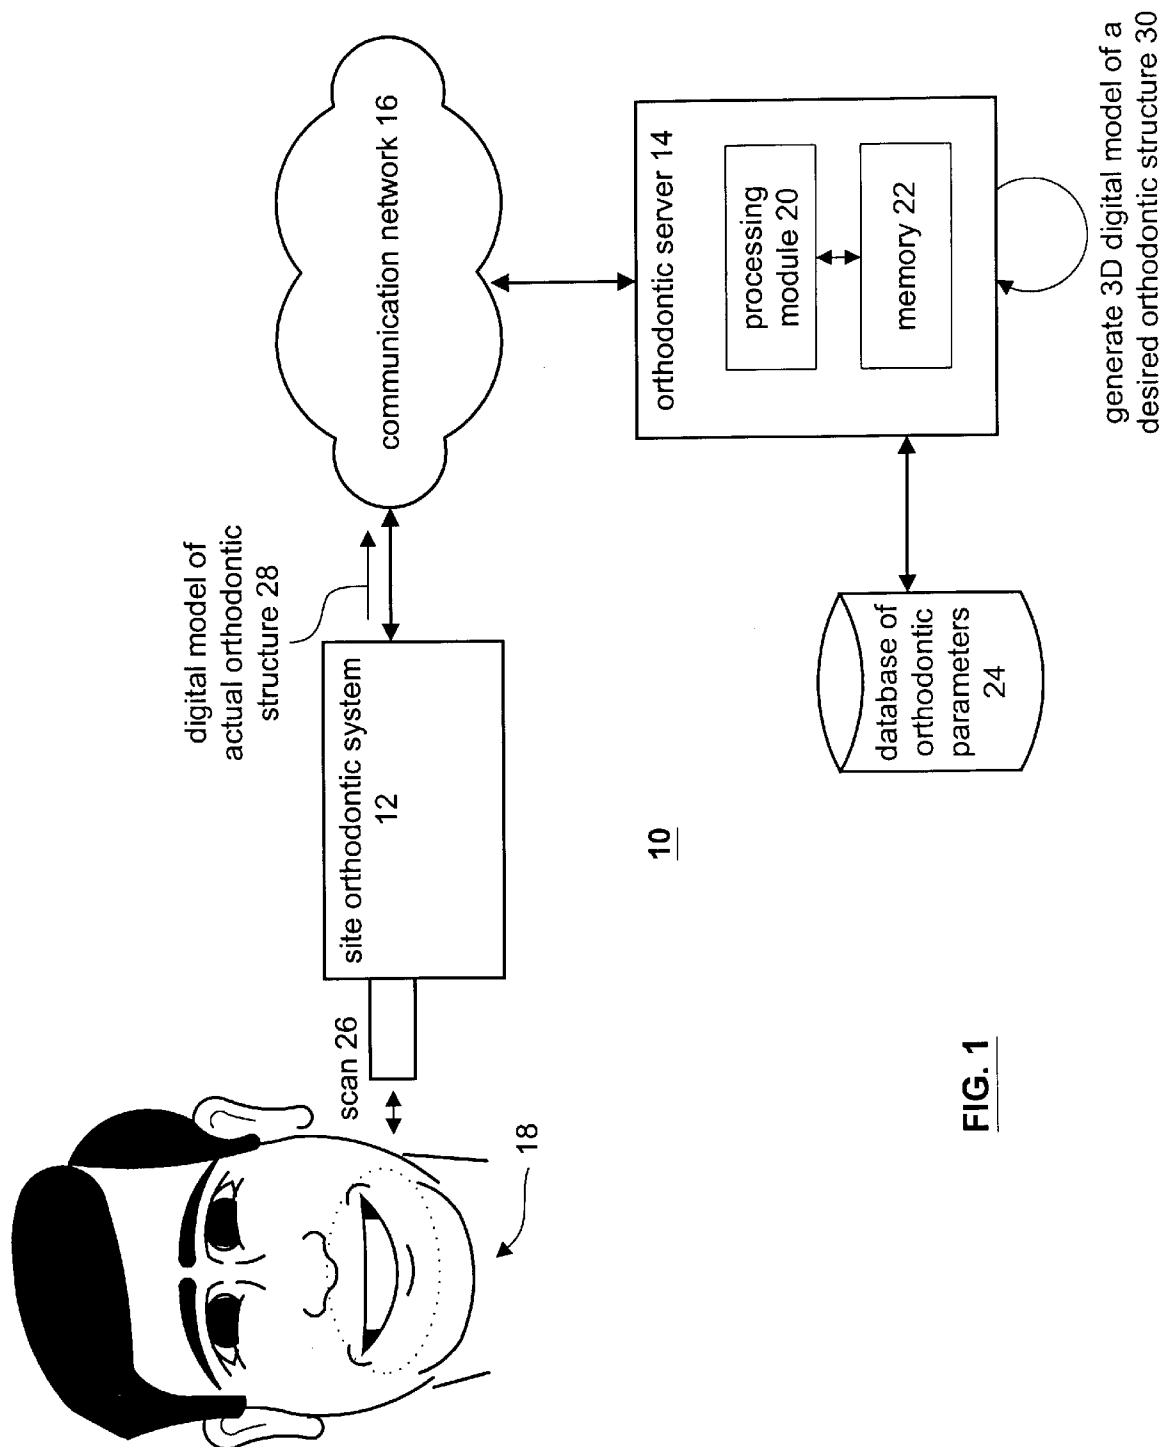 scan 26
18
site orthodontic system
12
digital model of
actual orthodontic
structure 28
communication network 16
10
database of
orthodontic
parameters
24
orthodontic server 14
processing
module 20
memory 22
generate 3D digital model of a
desired orthodontic structure 30
FIG. 1